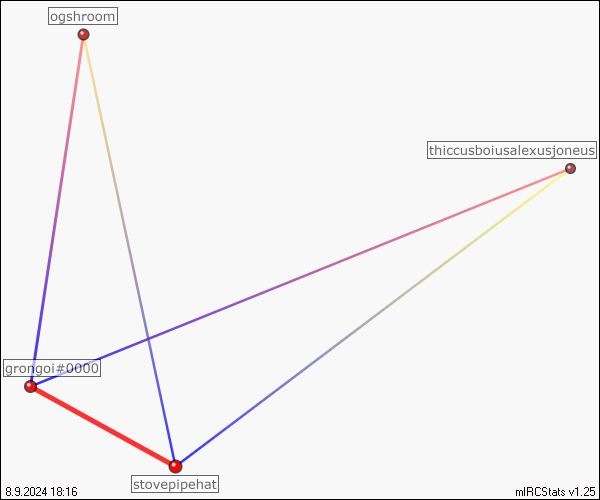 ogshroom
thiccusboiusalexusjoneus
grongoi#0000
stovepipehat
8.9.2024 18:16
mIRCStats v1.25